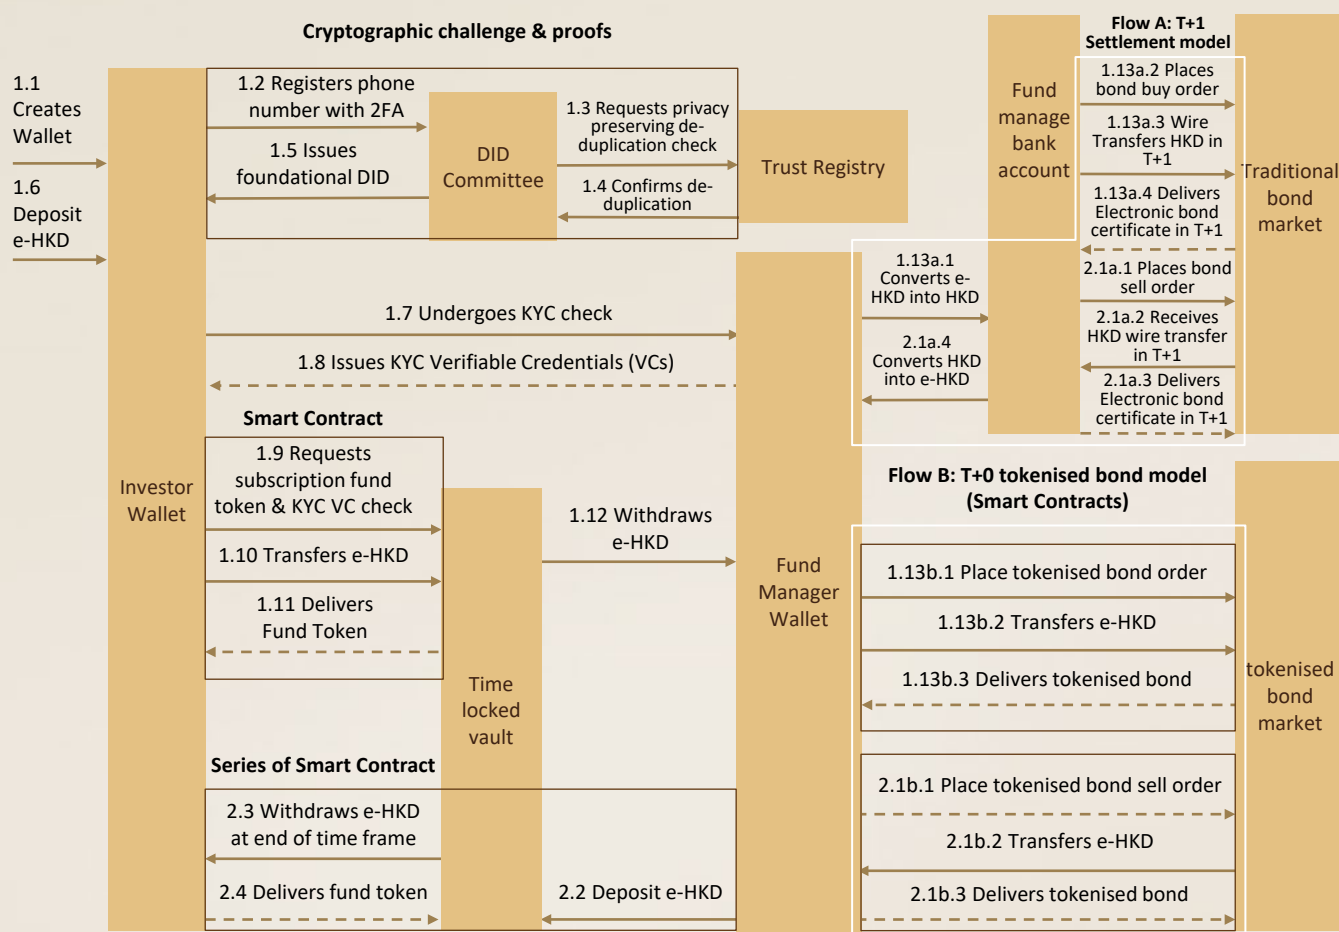 Cryptographic challenge & proofs
1.1
Creates
Wallet
1.6
Deposit
e-HKD
Investor
Wallet
1.2 Registers phone
number with 2FA
1.5 Issues
foundational DID
DID
Committee
1.3 Requests privacy
preserving de-
duplication check
1.4 Confirms de-
duplication
Trust Registry
1.7 Undergoes KYC check
1.8 Issues KYC Verifiable Credentials (VCs)
Smart Contract
1.9 Requests
subscription fund
token & KYC VC check
1.10 Transfers e-HKD
1.11 Delivers
Fund Token
Time
locked
vault
1.12 Withdraws
e-HKD
Fund
Manager
Wallet
Series of Smart Contract
2.3 Withdraws e-HKD
at end of time frame
2.4 Delivers fund token
2.2 Deposit e-HKD
Flow A: T+1
Settlement model
Fund
manage
bank
account
1.13a.1
Converts e-
HKD into HKD
2.1a.4
Converts HKD
into e-HKD
1.13a.2 Places
bond buy order
1.13a.3 Wire
Transfers HKD in
T+1
1.13a.4 Delivers
Electronic bond
certificate in T+1
2.1a.1 Places bond
sell order
2.1a.2 Receives
HKD wire transfer
in T+1
2.1a.3 Delivers
Electronic bond
certificate in T+1
Traditional
bond
market
Flow B: T+0 tokenised bond model
(Smart Contracts)
1.13b.1 Place tokenised bond order
1.13b.2 Transfers e-HKD
1.13b.3 Delivers tokenised bond
2.1b.1 Place tokenised bond sell order
2.1b.2 Transfers e-HKD
2.1b.3 Delivers tokenised bond
tokenised
bond
market